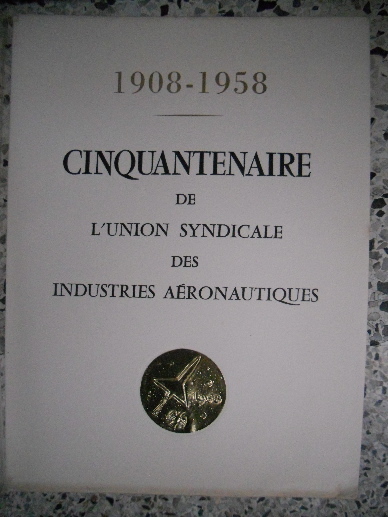 1908-1958
CINQUANTENAIRE
DE
L'UNION SYNDICALE
DES
INDUSTRIES AÉRONAUTIQUES